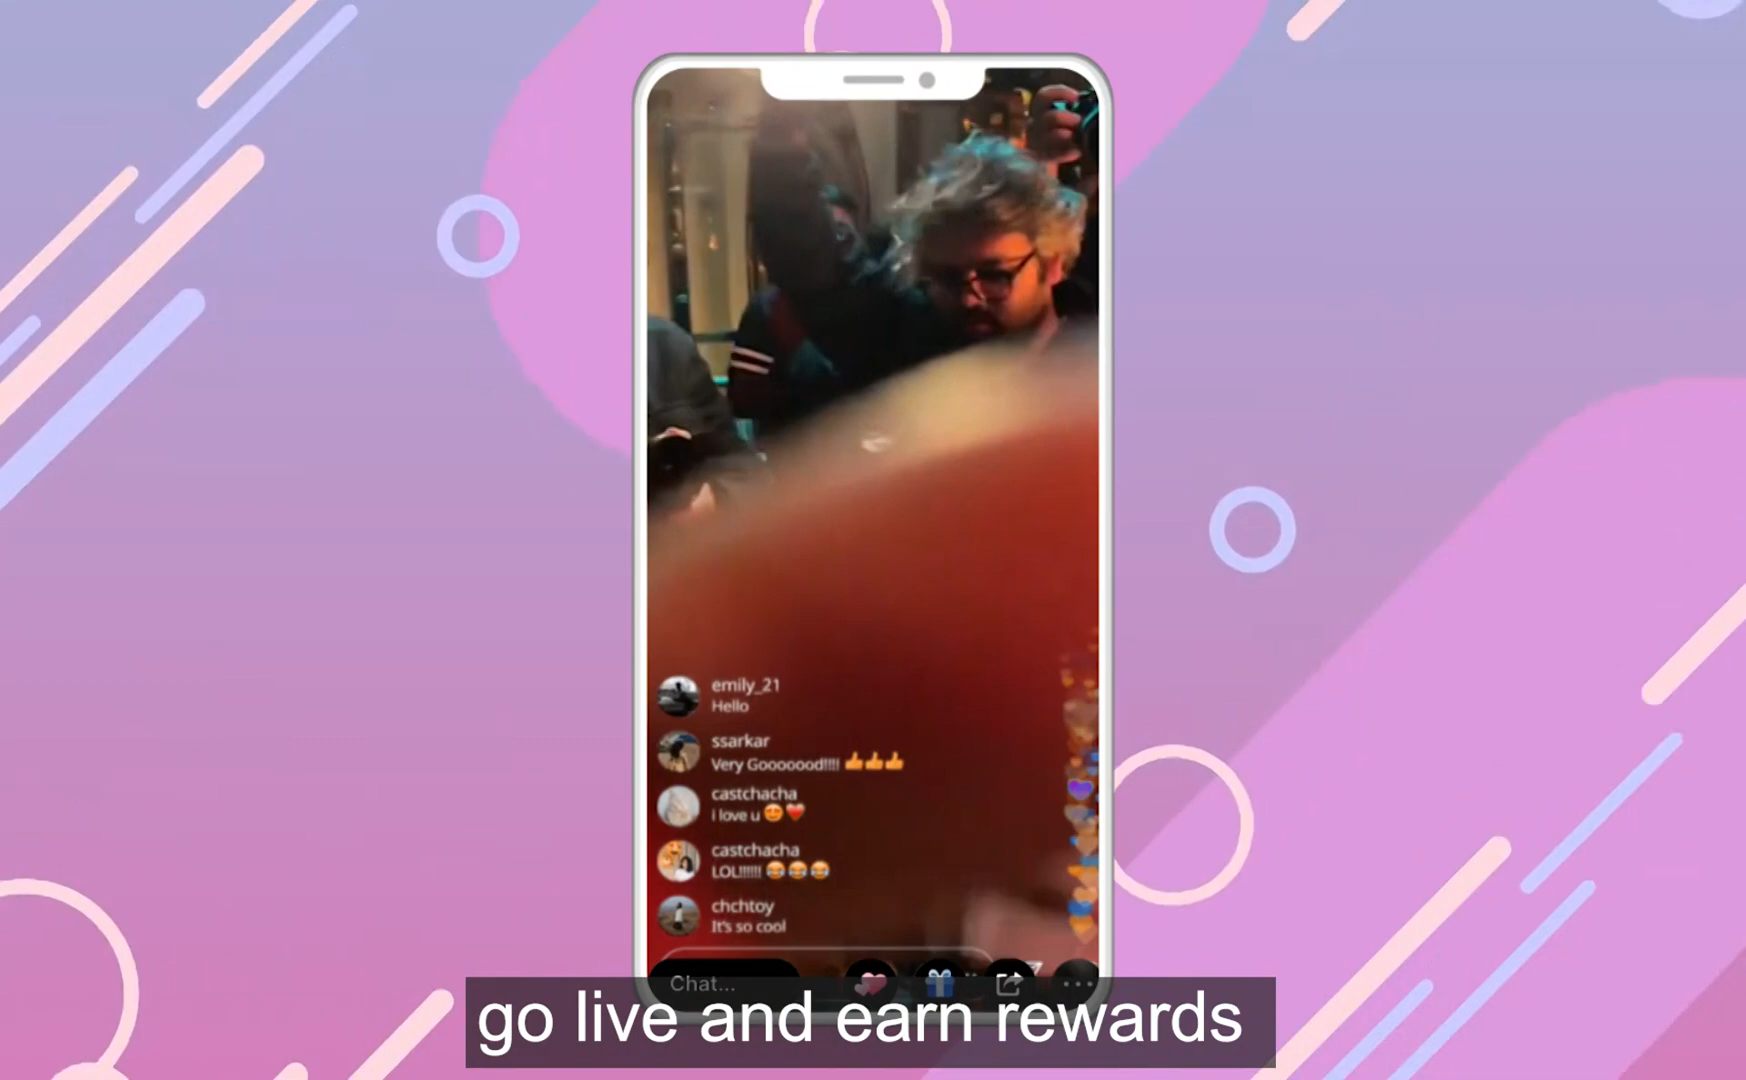 emily_21
Hello
ssarkar
Very Gooooood!!!! 👍👍👍
castchacha
i love u 😍❤️
castchacha
LOL!!!!!! 😂😂😂
chchtoy
It's so cool
Chat...
go live and earn rewards